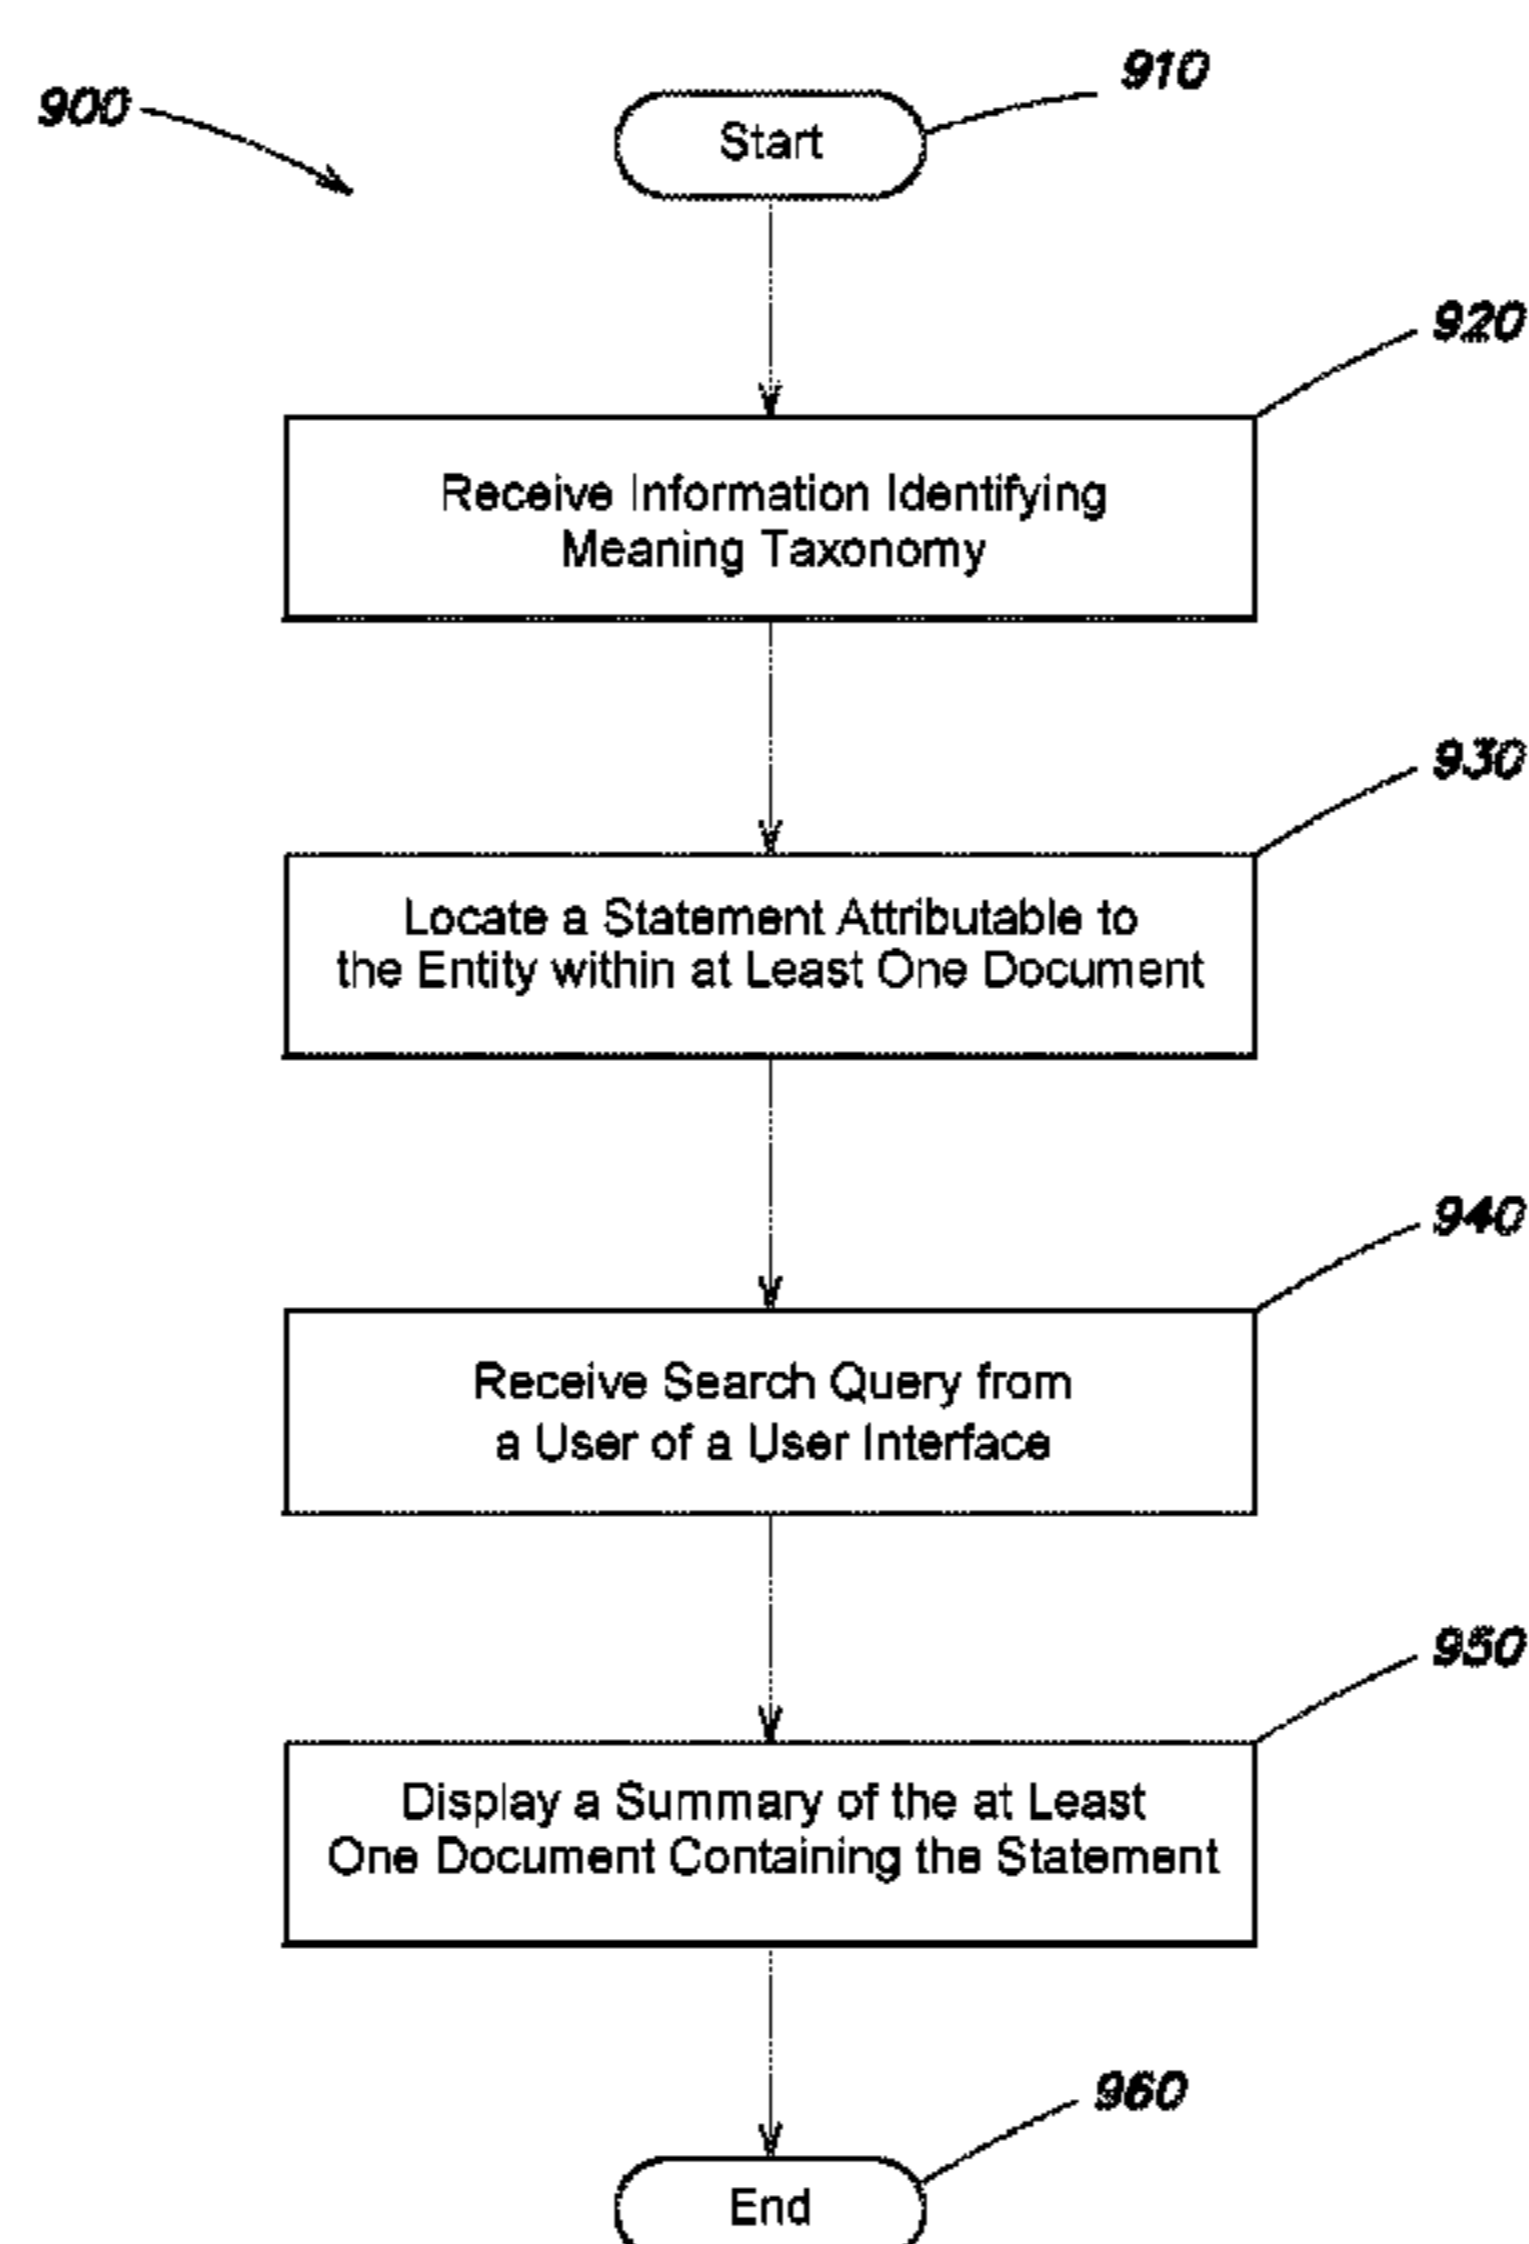 900
910
Start
920
Receive Information Identifying
Meaning Taxonomy
930
Locate a Statement Attributable to
the Entity within at Least One Document
940
Receive Search Query from
a User of a User Interface
950
Display a Summary of the at Least
One Document Containing the Statement
960
End